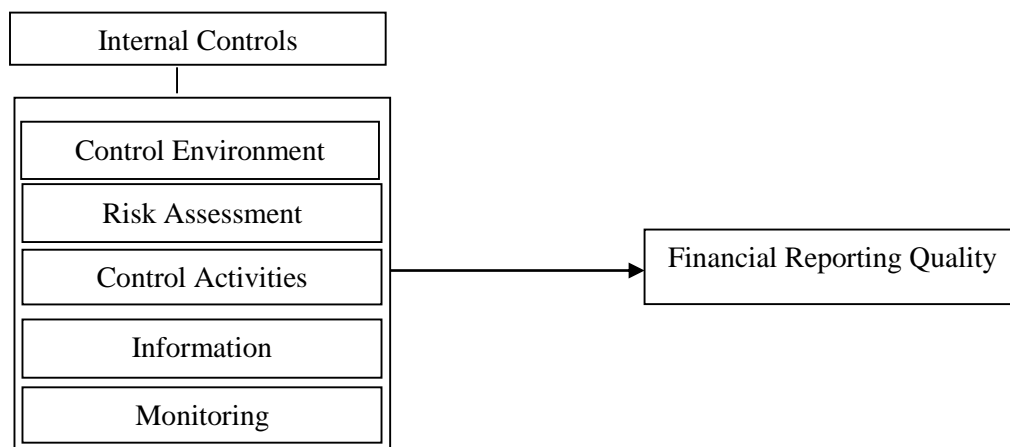 Internal Controls
Control Environment
Risk Assessment
Control Activities
Information
Monitoring
Financial Reporting Quality